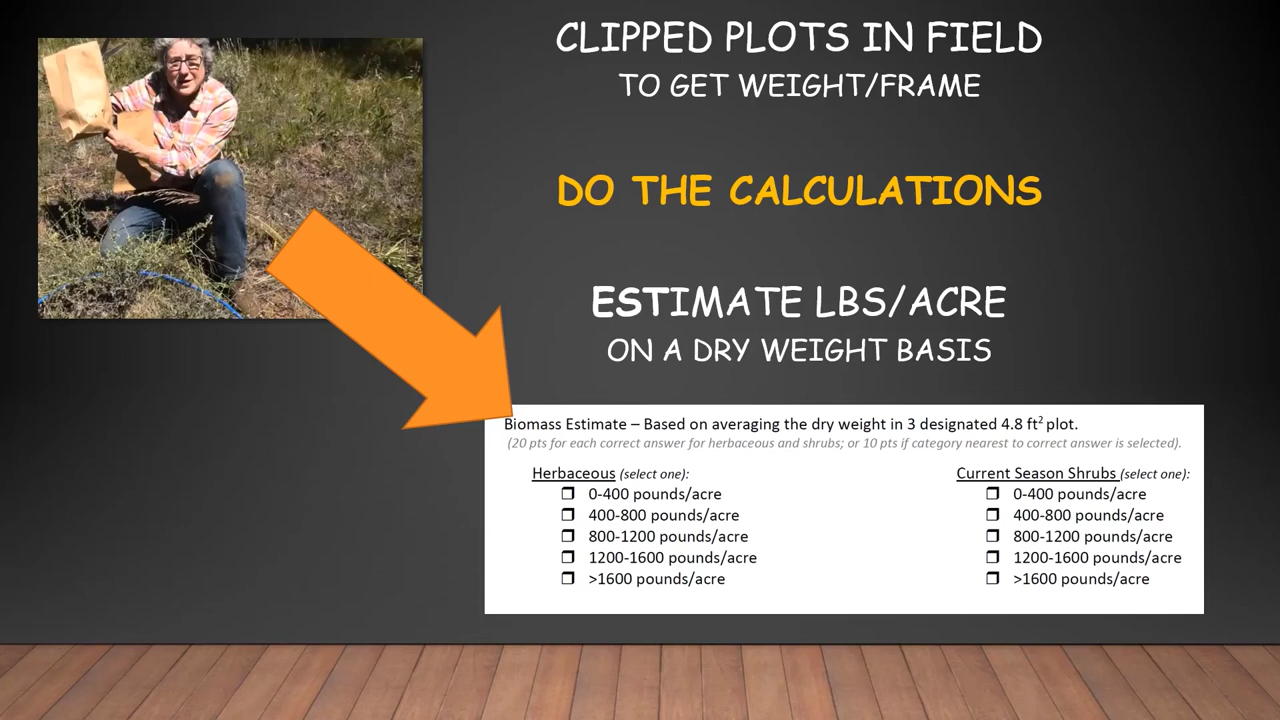 CLIPPED PLOTS IN FIELD
TO GET WEIGHT/FRAME
DO THE CALCULATIONS
ESTIMATE LBS/ACRE
ON A DRY WEIGHT BASIS
Biomass Estimate – Based on averaging the dry weight in 3 designated 4.8 ft² plot.
(20 pts for each correct answer for herbaceous and shrubs; or 10 pts if category nearest to correct answer is selected).
Herbaceous (select one):
❒ 0-400 pounds/acre
❒ 400-800 pounds/acre
❒ 800-1200 pounds/acre
❒ 1200-1600 pounds/acre
❒ >1600 pounds/acre
Current Season Shrubs (select one):
❒ 0-400 pounds/acre
❒ 400-800 pounds/acre
❒ 800-1200 pounds/acre
❒ 1200-1600 pounds/acre
❒ >1600 pounds/acre